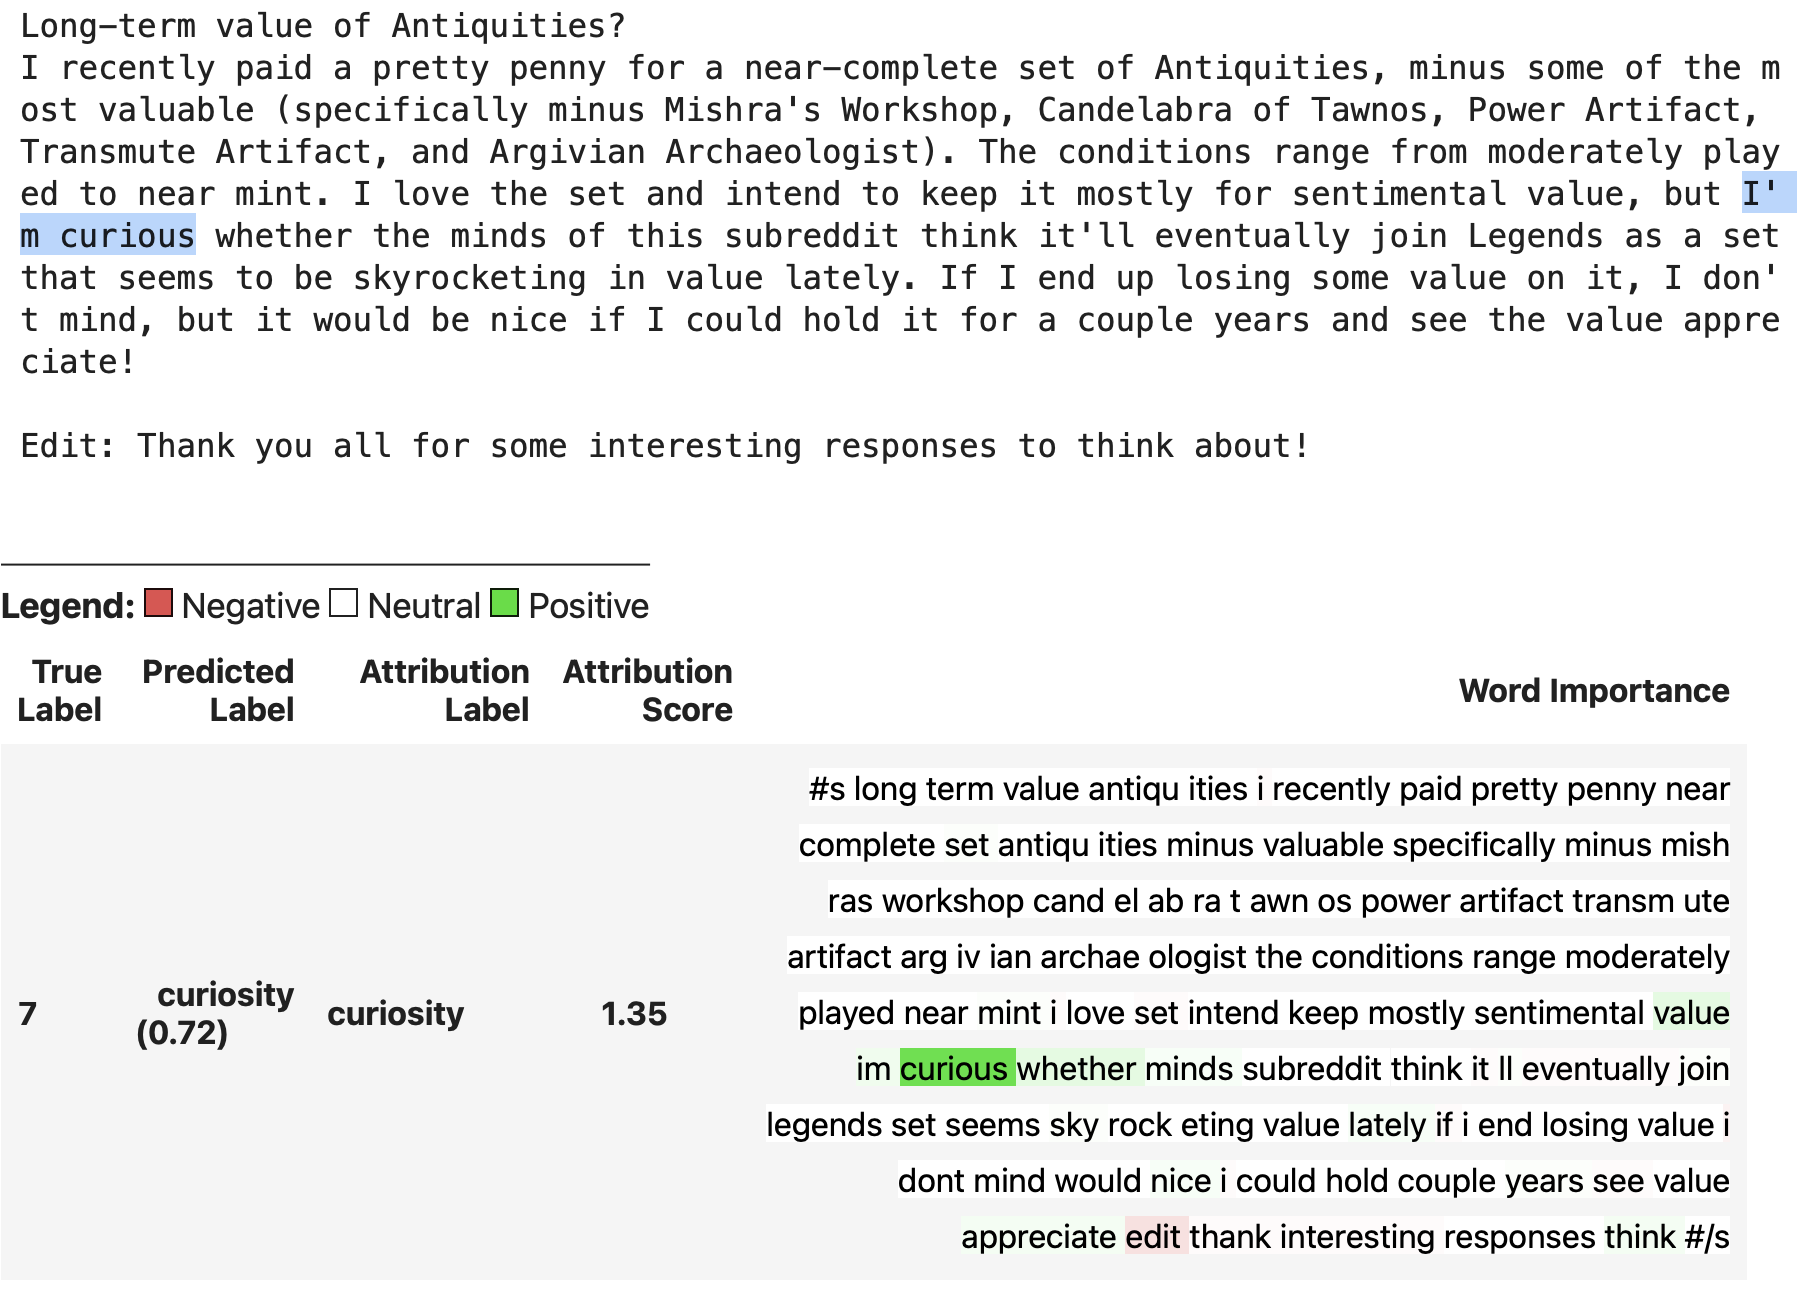 Long-term value of Antiquities?
I recently paid a pretty penny for a near-complete set of Antiquities, minus some of the m
ost valuable (specifically minus Mishra's Workshop, Candelabra of Tawnos, Power Artifact,
Transmute Artifact, and Argivian Archaeologist). The conditions range from moderately play
ed to near mint. I love the set and intend to keep it mostly for sentimental value, but I'
m curious whether the minds of this subreddit think it'll eventually join Legends as a set
that seems to be skyrocketing in value lately. If I end up losing some value on it, I don'
t mind, but it would be nice if I could hold it for a couple years and see the value appre
ciate!
Edit: Thank you all for some interesting responses to think about!
Legend: Negative Neutral Positive
True Label
Predicted Label
Attribution Label
Attribution Score
Word Importance
7
curiosity (0.72)
curiosity
1.35
#s long term value antiqu ities i recently paid pretty penny near
complete set antiqu ities minus valuable specifically minus mish
ras workshop cand el ab ra t awn os power artifact transm ute
artifact arg iv ian archae ologist the conditions range moderately
played near mint i love set intend keep mostly sentimental value
im curious whether minds subreddit think it ll eventually join
legends set seems sky rock eting value lately if i end losing value i
dont mind would nice i could hold couple years see value
appreciate edit thank interesting responses think #/s